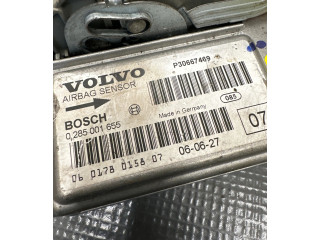 VOLVO
AIRBAG SENSOR
P30667469
BOSCH
0 285 001 655
Made in Germany
085
07
06-06-27
06 0178 0158 07